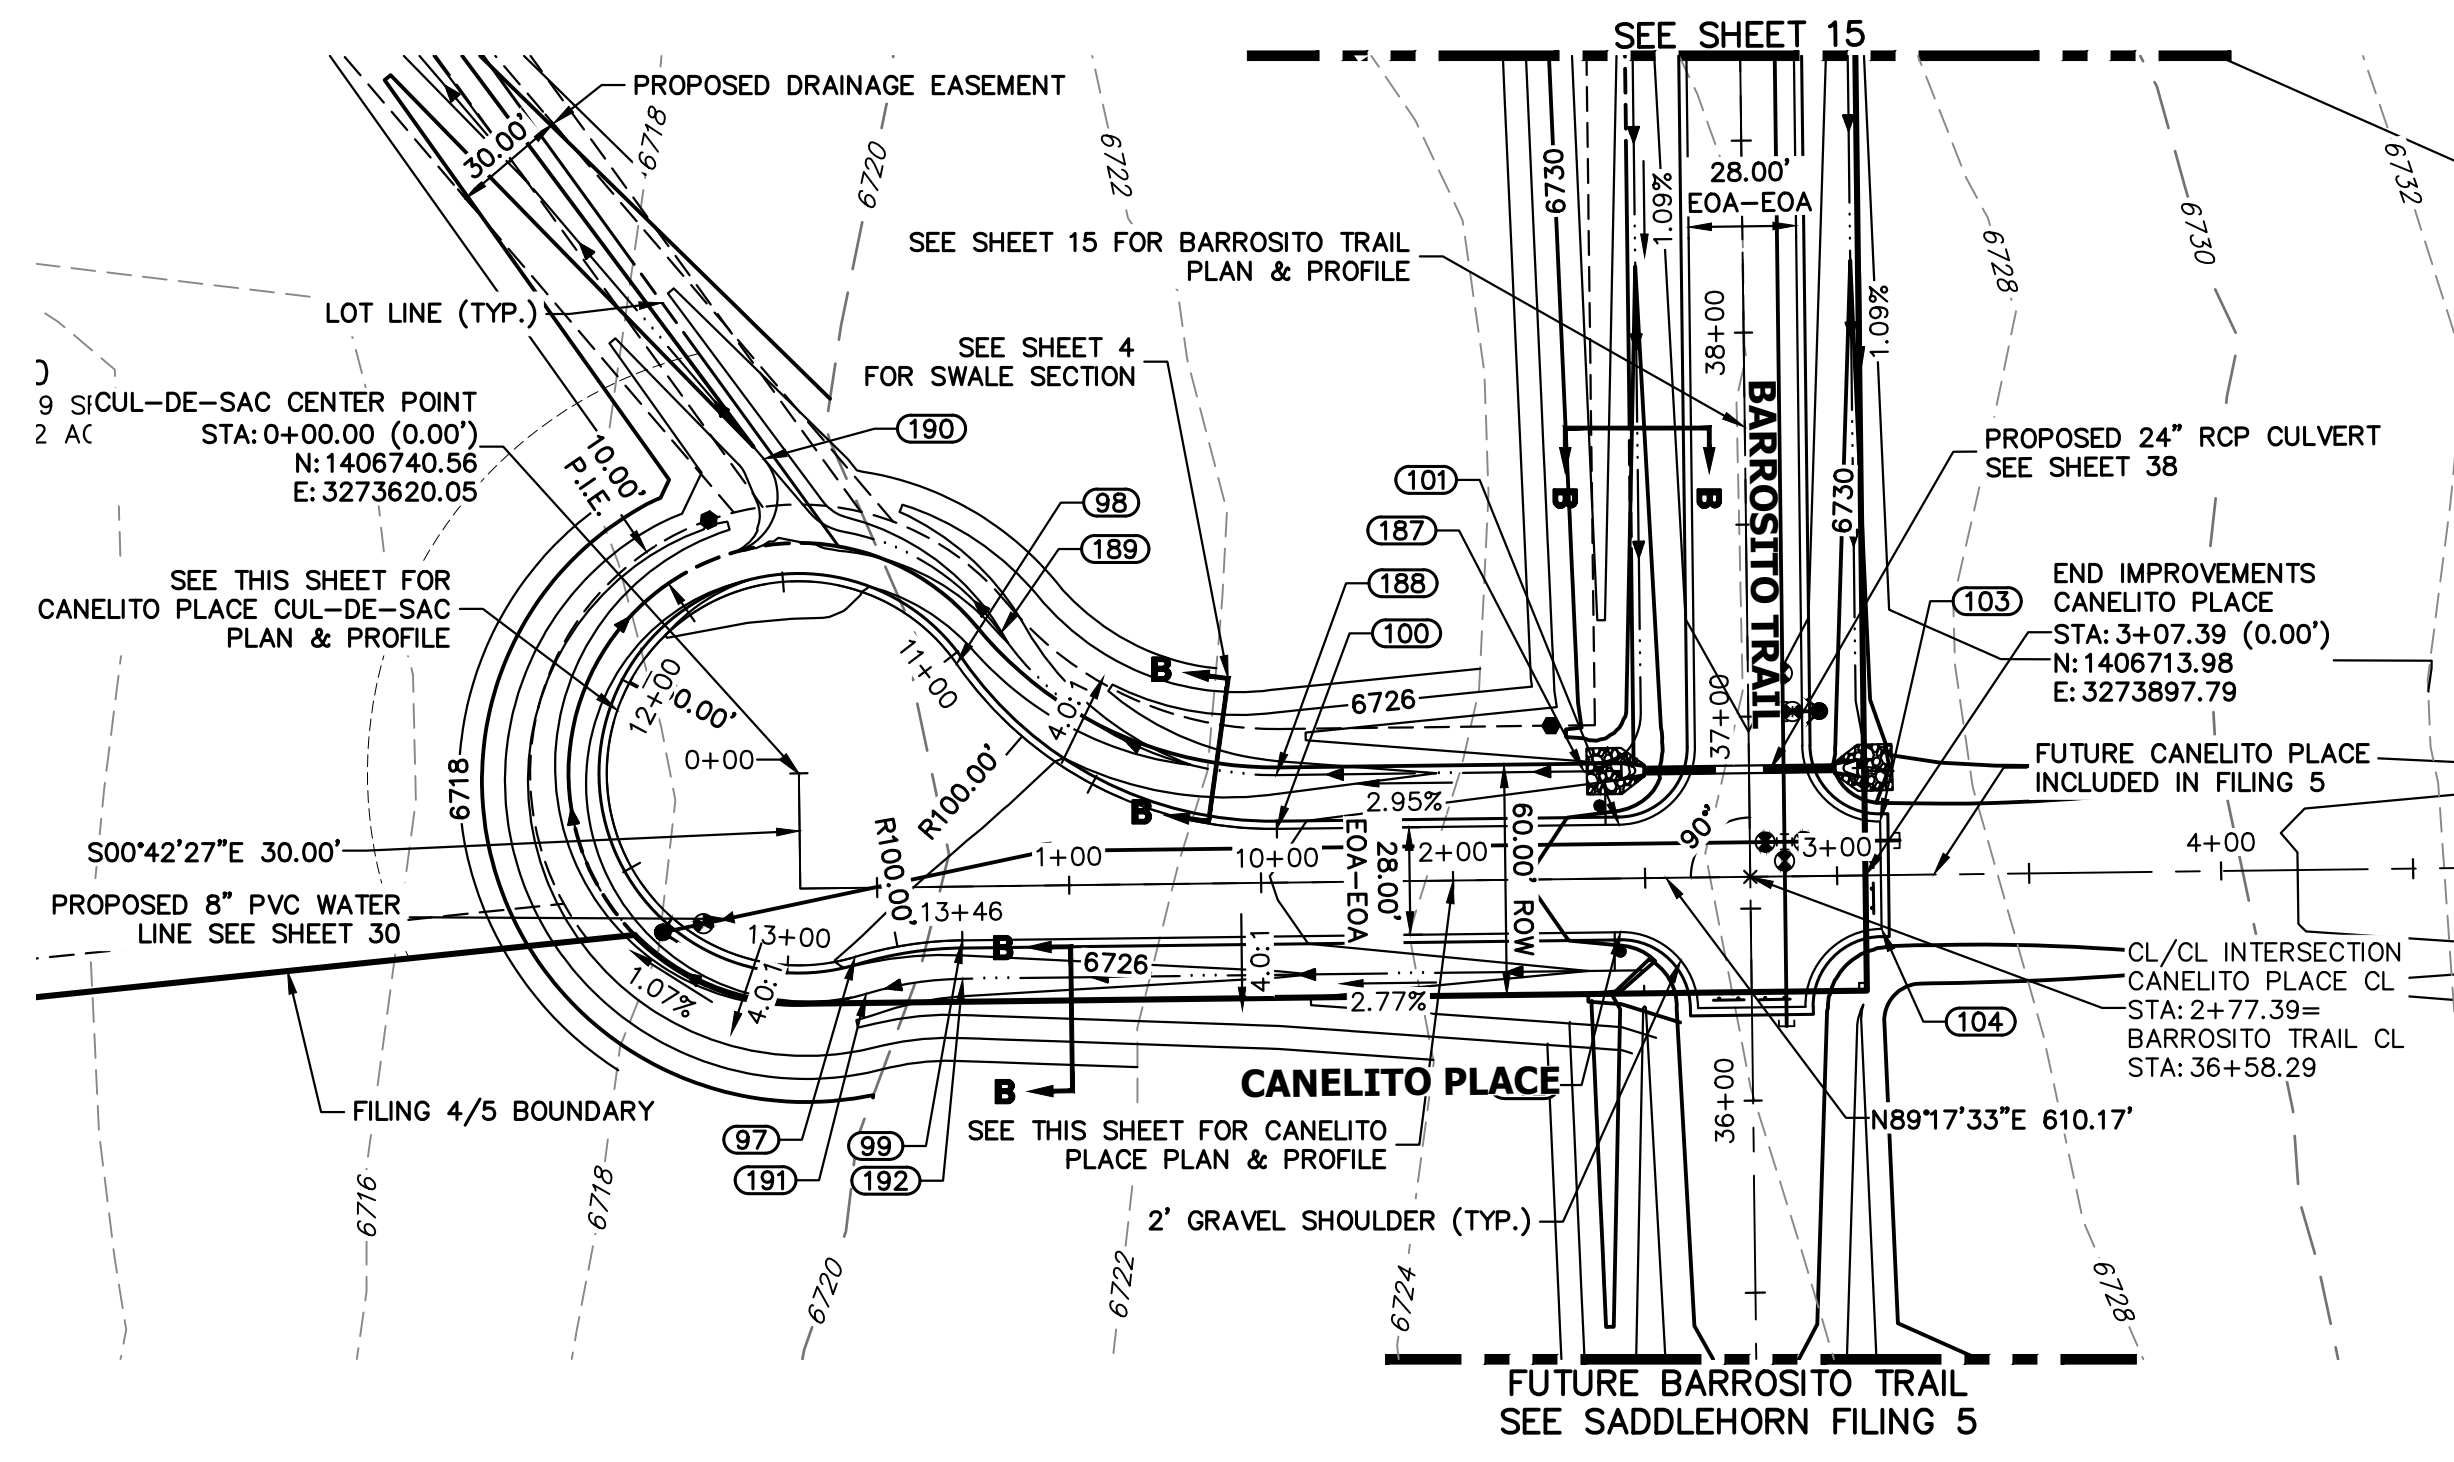 SEE SHEET 15
PROPOSED DRAINAGE EASEMENT
30.00'
6718
6720
6722
6730
1.09%
28.00'
EOA-EOA
6732
6730
6728
SEE SHEET 15 FOR BARROSITO TRAIL
PLAN & PROFILE
LOT LINE (TYP.)
38+00
1.09%
SEE SHEET 4
FOR SWALE SECTION
CUL-DE-SAC CENTER POINT
STA: 0+00.00 (0.00')
N: 1406740.56
E: 3273620.05
2 AC
10.00'
P.I.E.
190
98
189
101
187
188
100
B
B
BARROSITO TRAIL
6730
PROPOSED 24" RCP CULVERT
SEE SHEET 38
SEE THIS SHEET FOR
CANELITO PLACE CUL-DE-SAC
PLAN & PROFILE
103
END IMPROVEMENTS
CANELITO PLACE
STA: 3+07.39 (0.00')
N: 1406713.98
E: 3273897.79
11+00
12+00
0+00
B
4.0:1
6726
37+00
FUTURE CANELITO PLACE
INCLUDED IN FILING 5
6718
R100.00'
R100.00'
B
2.95%
EOA-EOA
28.00'
60.00' ROW
90°
S00°42'27"E 30.00'
1+00
10+00
2+00
3+00
4+00
PROPOSED 8" PVC WATER
LINE SEE SHEET 30
13+00
13+46
B
6726
4.0:1
2.77%
1.07%
4.0:1
CL/CL INTERSECTION
CANELITO PLACE CL
STA: 2+77.39=
BARROSITO TRAIL CL
STA: 36+58.29
104
FILING 4/5 BOUNDARY
B
CANELITO PLACE
36+00
N89°17'33"E 610.17'
97
99
191
192
SEE THIS SHEET FOR CANELITO
PLACE PLAN & PROFILE
2' GRAVEL SHOULDER (TYP.)
6716
6718
6720
6722
6724
6728
FUTURE BARROSITO TRAIL
SEE SADDLEHORN FILING 5